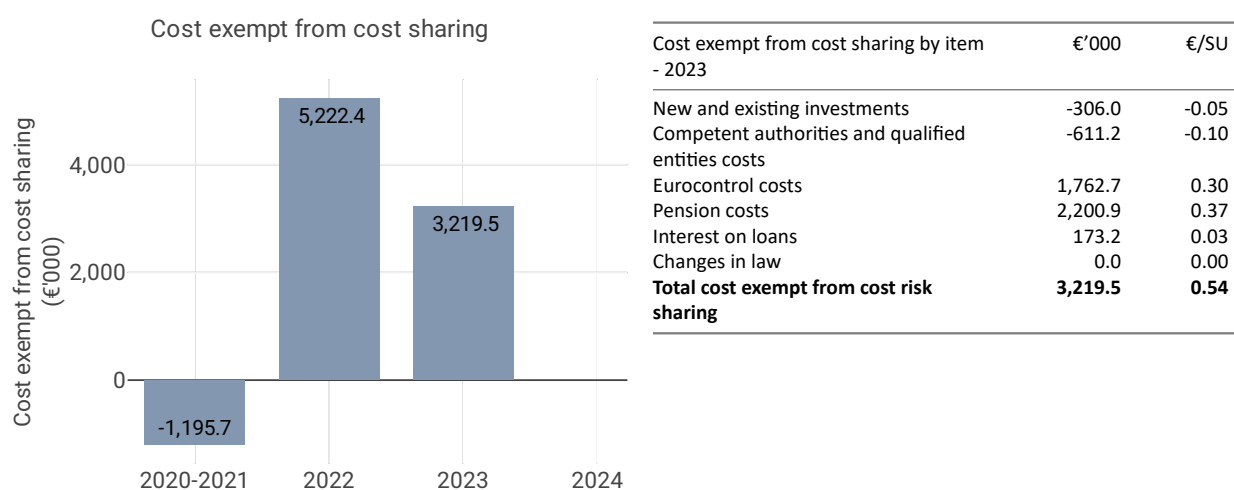 Cost exempt from cost sharing
Cost exempt from cost sharing
(€'000)
4,000
2,000
0
5,222.4
3,219.5
-1,195.7
2020-2021 2022 2023 2024
Cost exempt from cost sharing by item €’000 €/SU
- 2023
New and existing investments -306.0 -0.05
Competent authorities and qualified -611.2 -0.10
entities costs
Eurocontrol costs 1,762.7 0.30
Pension costs 2,200.9 0.37
Interest on loans 173.2 0.03
Changes in law 0.0 0.00
Total cost exempt from cost risk 3,219.5 0.54
sharing